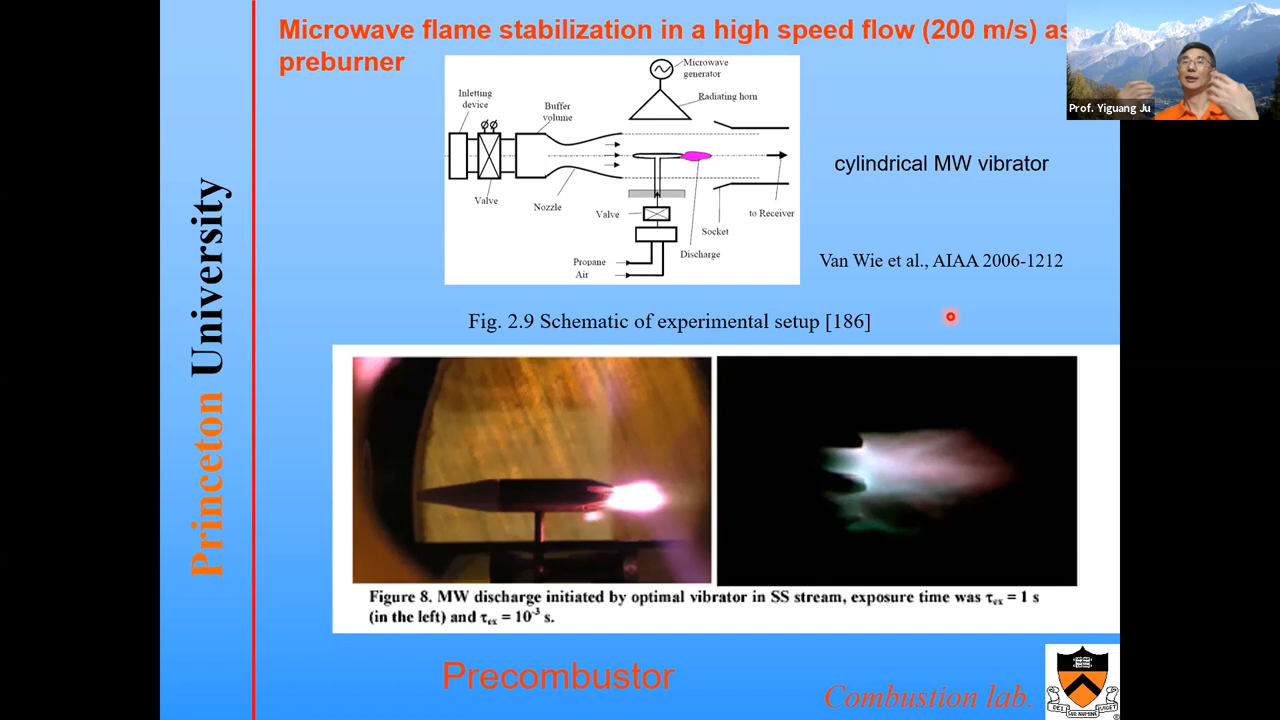 Microwave flame stabilization in a high speed flow (200 m/s) as
preburner
Prof. Yiguang Ju
Microwave
generator
Radiating horn
Inletting
device
Buffer
volume
Valve
Nozzle
Valve
Socket
to Receiver
Discharge
Propane
Air
cylindrical MW vibrator
Van Wie et al., AIAA 2006-1212
Fig. 2.9 Schematic of experimental setup [186]
Princeton University
Figure 8. MW discharge initiated by optimal vibrator in SS stream, exposure time was τex = 1 s
(in the left) and τex = 10⁻³ s.
Precombustor
Combustion lab.